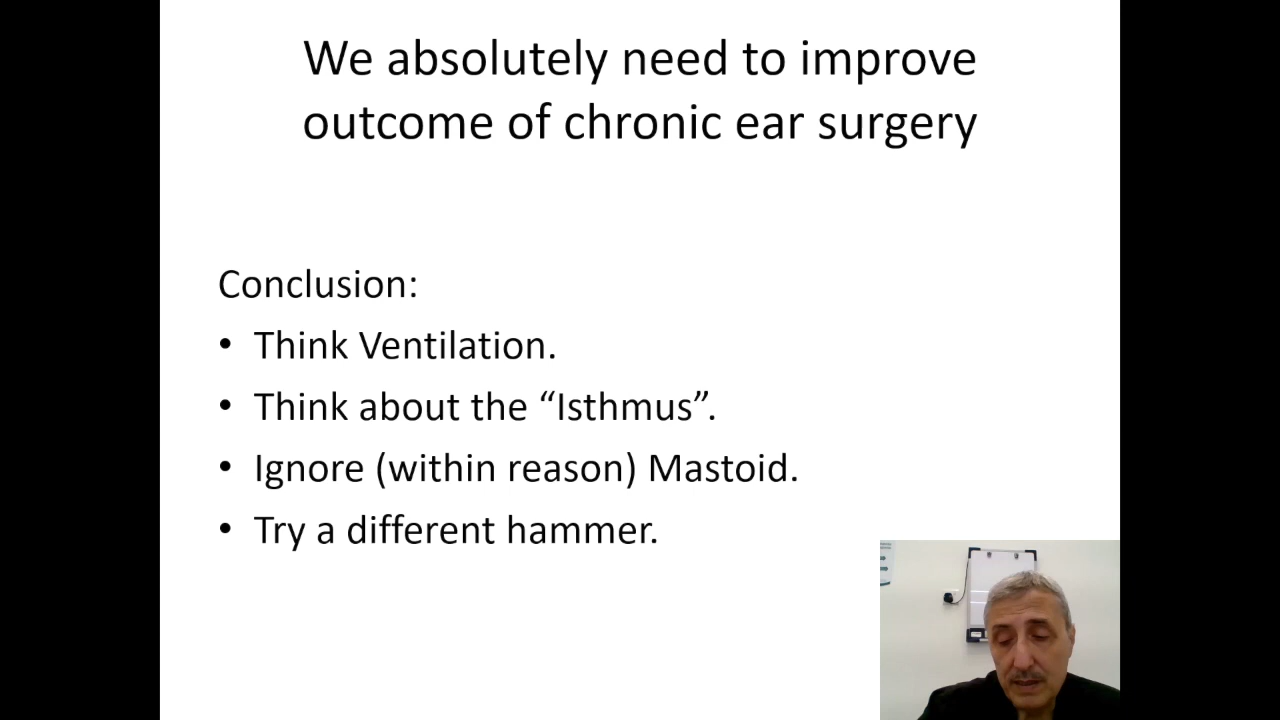 We absolutely need to improve
outcome of chronic ear surgery
Conclusion:
• Think Ventilation.
• Think about the “Isthmus”.
• Ignore (within reason) Mastoid.
• Try a different hammer.